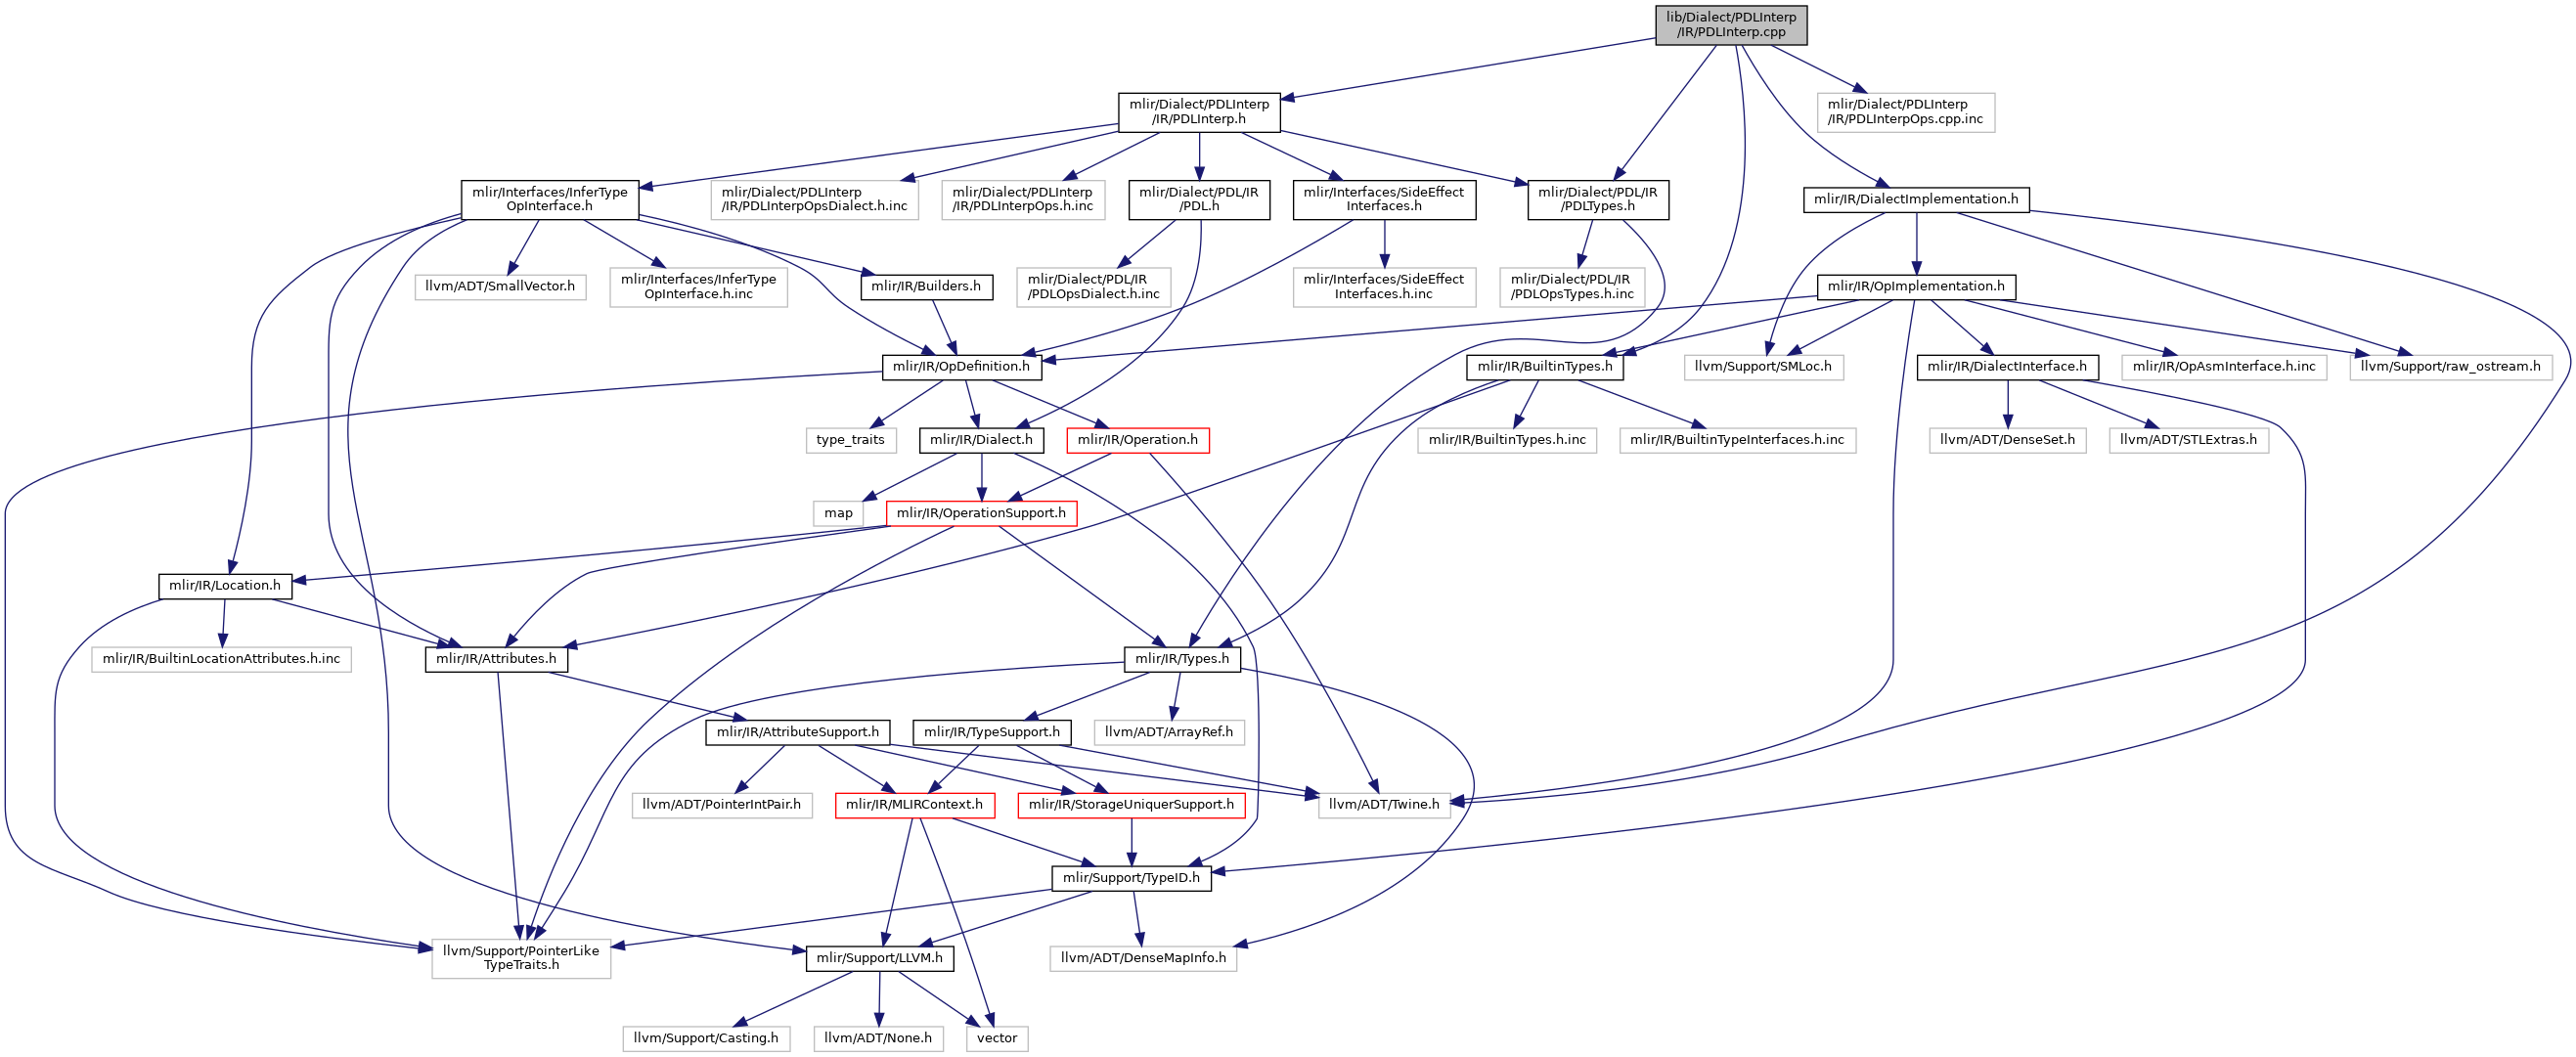 lib/Dialect/PDLInterp
/IR/PDLInterp.cpp
mlir/Dialect/PDLInterp
/IR/PDLInterp.h
mlir/Dialect/PDLInterp
/IR/PDLInterpOps.cpp.inc
mlir/Interfaces/InferType
OpInterface.h
mlir/Dialect/PDLInterp
/IR/PDLInterpOpsDialect.h.inc
mlir/Dialect/PDLInterp
/IR/PDLInterpOps.h.inc
mlir/Dialect/PDL/IR
/PDL.h
mlir/Interfaces/SideEffect
Interfaces.h
mlir/Dialect/PDL/IR
/PDLTypes.h
mlir/IR/DialectImplementation.h
llvm/ADT/SmallVector.h
mlir/Interfaces/InferType
OpInterface.h.inc
mlir/IR/Builders.h
mlir/Dialect/PDL/IR
/PDLOpsDialect.h.inc
mlir/Interfaces/SideEffect
Interfaces.h.inc
mlir/Dialect/PDL/IR
/PDLOpsTypes.h.inc
mlir/IR/OpImplementation.h
mlir/IR/OpDefinition.h
mlir/IR/BuiltinTypes.h
llvm/Support/SMLoc.h
mlir/IR/DialectInterface.h
mlir/IR/OpAsmInterface.h.inc
llvm/Support/raw_ostream.h
type_traits
mlir/IR/Dialect.h
mlir/IR/Operation.h
mlir/IR/BuiltinTypes.h.inc
mlir/IR/BuiltinTypeInterfaces.h.inc
llvm/ADT/DenseSet.h
llvm/ADT/STLExtras.h
map
mlir/IR/OperationSupport.h
mlir/IR/Location.h
mlir/IR/BuiltinLocationAttributes.h.inc
mlir/IR/Attributes.h
mlir/IR/Types.h
mlir/IR/AttributeSupport.h
mlir/IR/TypeSupport.h
llvm/ADT/ArrayRef.h
llvm/ADT/PointerIntPair.h
mlir/IR/MLIRContext.h
mlir/IR/StorageUniquerSupport.h
llvm/ADT/Twine.h
mlir/Support/TypeID.h
llvm/Support/PointerLike
TypeTraits.h
mlir/Support/LLVM.h
llvm/ADT/DenseMapInfo.h
llvm/Support/Casting.h
llvm/ADT/None.h
vector